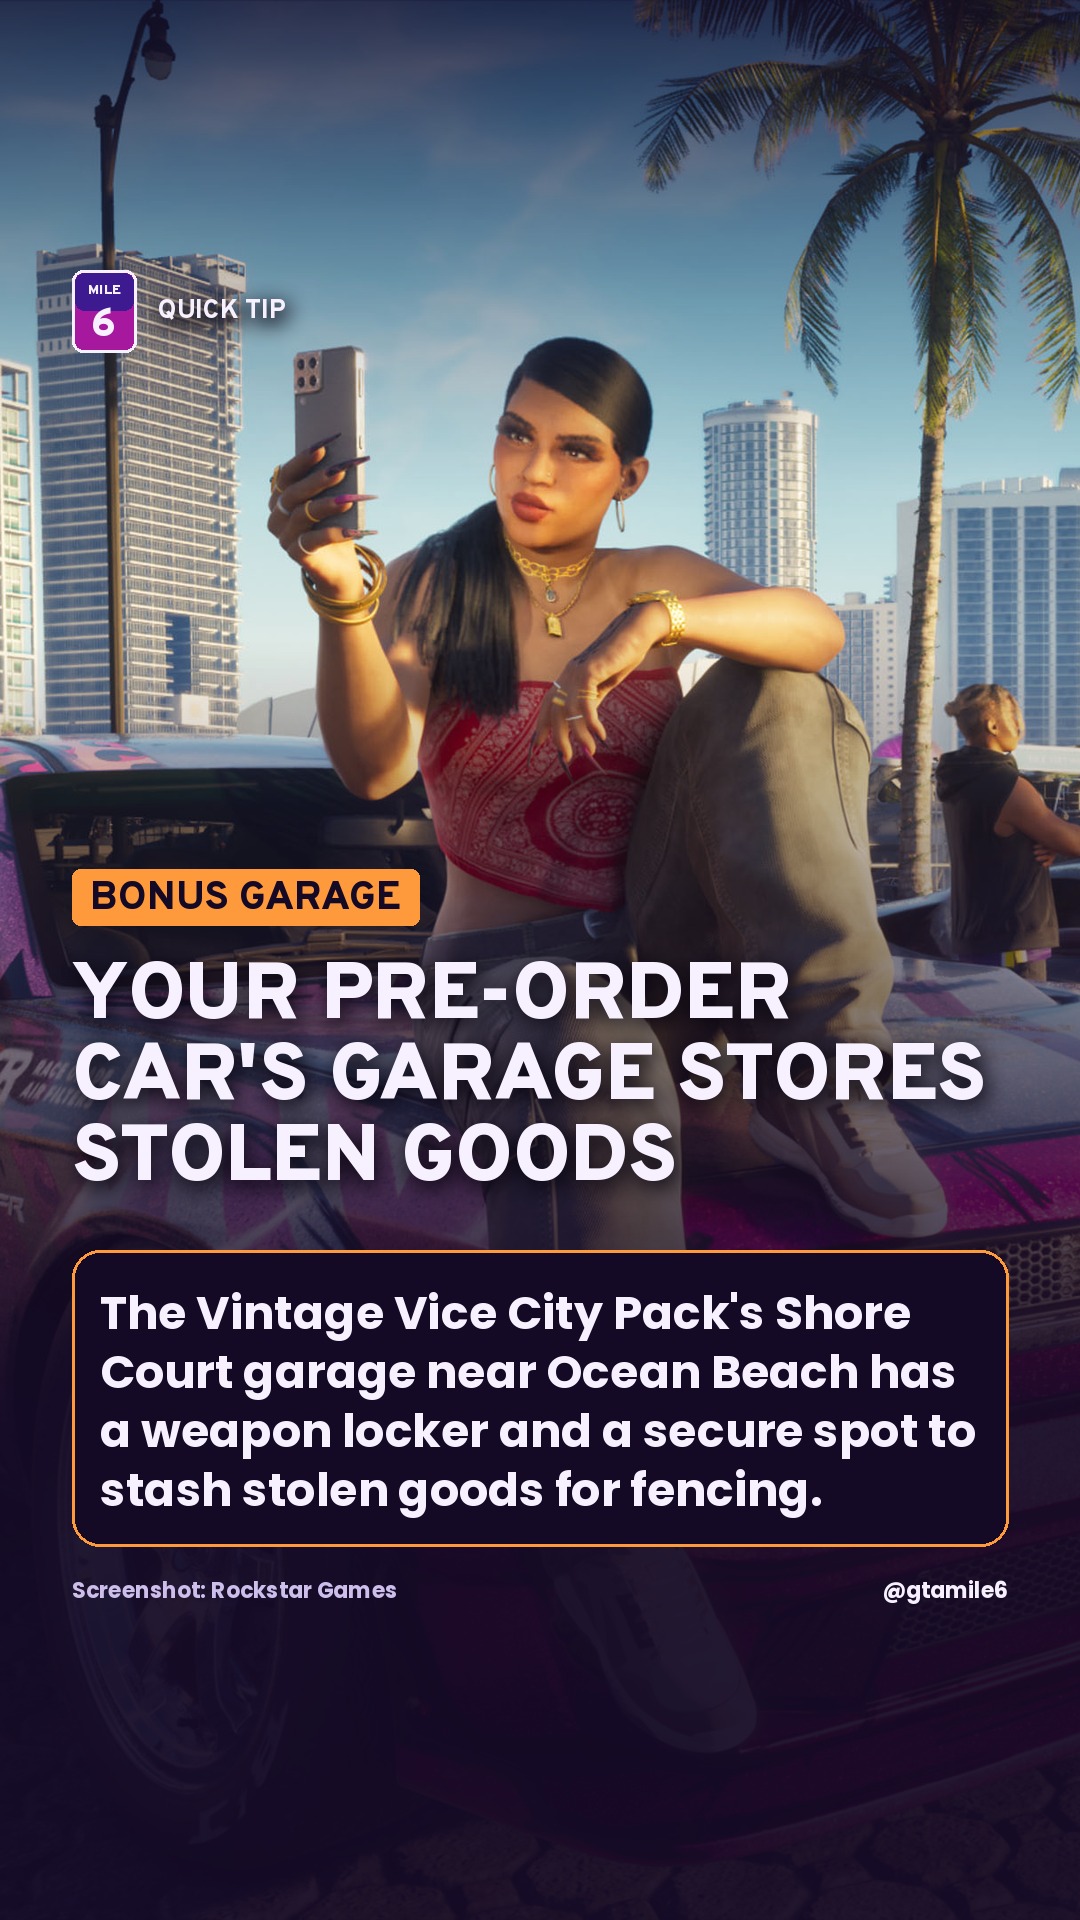 MILE
6
QUICK TIP
BONUS GARAGE
YOUR PRE-ORDER
CAR'S GARAGE STORES
STOLEN GOODS
The Vintage Vice City Pack's Shore
Court garage near Ocean Beach has
a weapon locker and a secure spot to
stash stolen goods for fencing.
Screenshot: Rockstar Games
@gtamile6